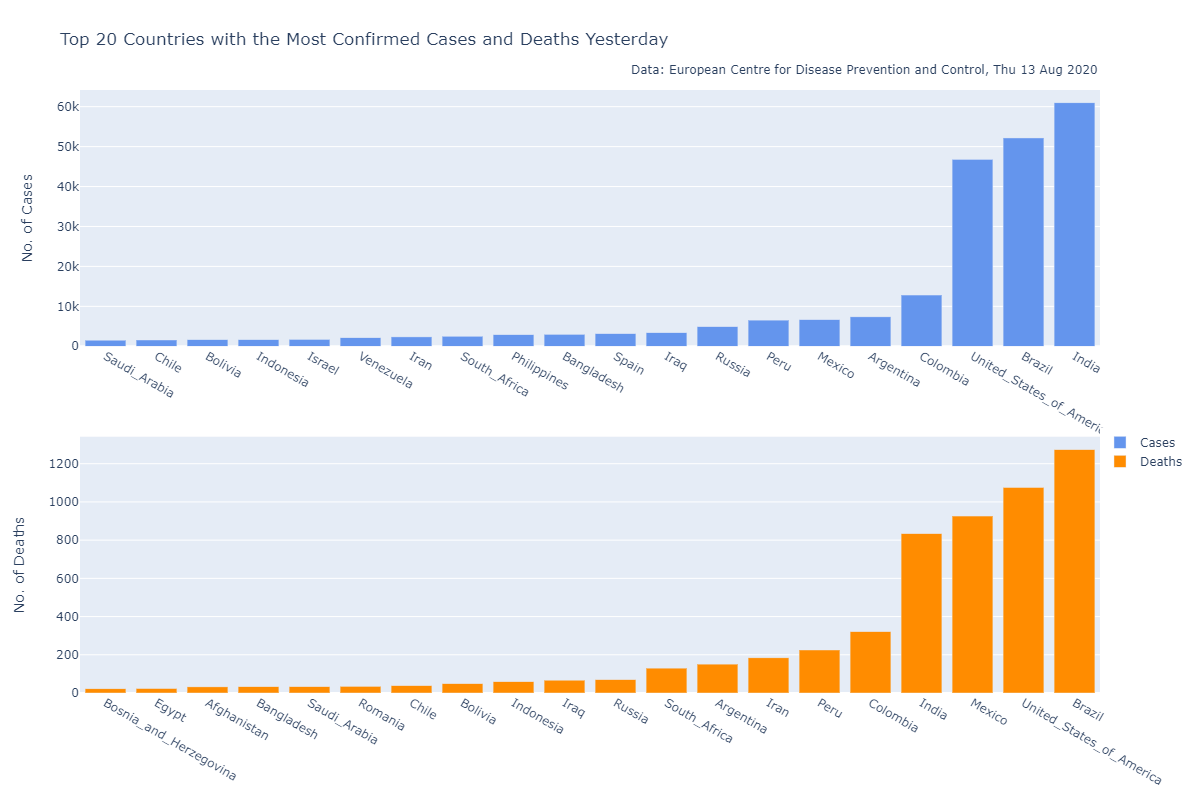 Top 20 Countries with the Most Confirmed Cases and Deaths Yesterday
Data: European Centre for Disease Prevention and Control, Thu 13 Aug 2020
No. of Cases
60k
50k
40k
30k
20k
10k
0
Saudi_Arabia
Chile
Bolivia
Indonesia
Israel
Venezuela
Iran
South_Africa
Philippines
Bangladesh
Spain
Iraq
Russia
Peru
Mexico
Argentina
Colombia
United_States_of_Americ
Brazil
India
Cases
Deaths
No. of Deaths
1200
1000
800
600
400
200
0
Bosnia_and_Herzegovina
Egypt
Afghanistan
Bangladesh
Saudi_Arabia
Romania
Chile
Bolivia
Indonesia
Iraq
Russia
South_Africa
Argentina
Iran
Peru
Colombia
India
Mexico
United_States_of_America
Brazil